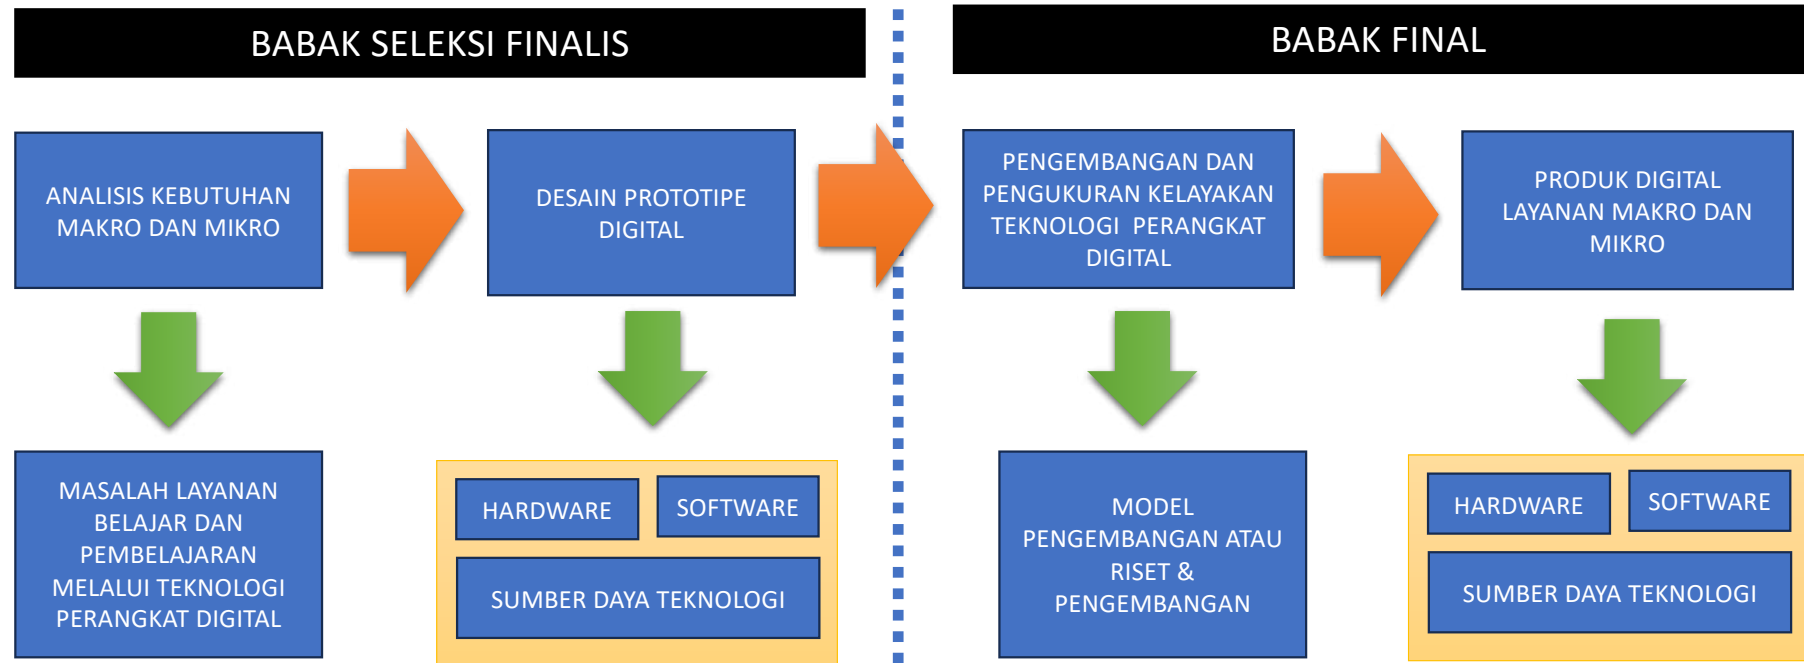 BABAK SELEKSI FINALIS
BABAK FINAL
ANALISIS KEBUTUHAN
MAKRO DAN MIKRO
DESAIN PROTOTIPE
DIGITAL
PENGEMBANGAN DAN
PENGUKURAN KELAYAKAN
TEKNOLOGI PERANGKAT
DIGITAL
PRODUK DIGITAL
LAYANAN MAKRO DAN
MIKRO
MASALAH LAYANAN
BELAJAR DAN
PEMBELAJARAN
MELALUI TEKNOLOGI
PERANGKAT DIGITAL
HARDWARE
SOFTWARE
SUMBER DAYA TEKNOLOGI
MODEL
PENGEMBANGAN ATAU
RISET &
PENGEMBANGAN
HARDWARE
SOFTWARE
SUMBER DAYA TEKNOLOGI